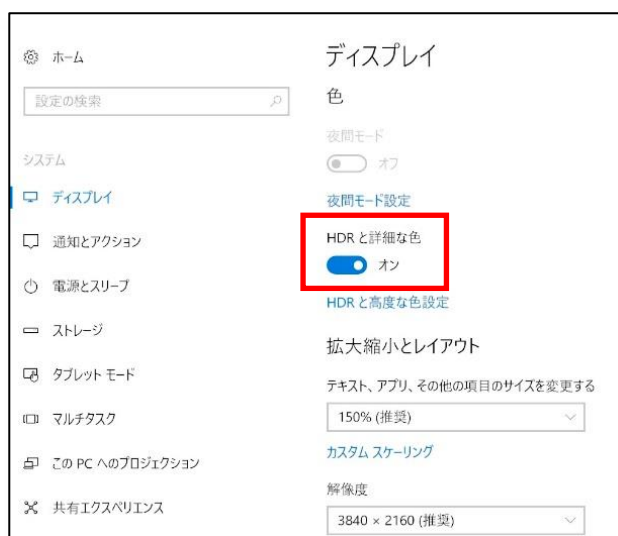 ホーム
設定の検索
システム
ディスプレイ
通知とアクション
電源とスリープ
ストレージ
タブレット モード
マルチタスク
この PC へのプロジェクション
共有エクスペリエンス
ディスプレイ
色
夜間モード
オフ
夜間モード設定
HDR と詳細な色
オン
HDR と高度な色設定
拡大縮小とレイアウト
テキスト、アプリ、その他の項目のサイズを変更する
150% (推奨)
カスタム スケーリング
解像度
3840 × 2160 (推奨)